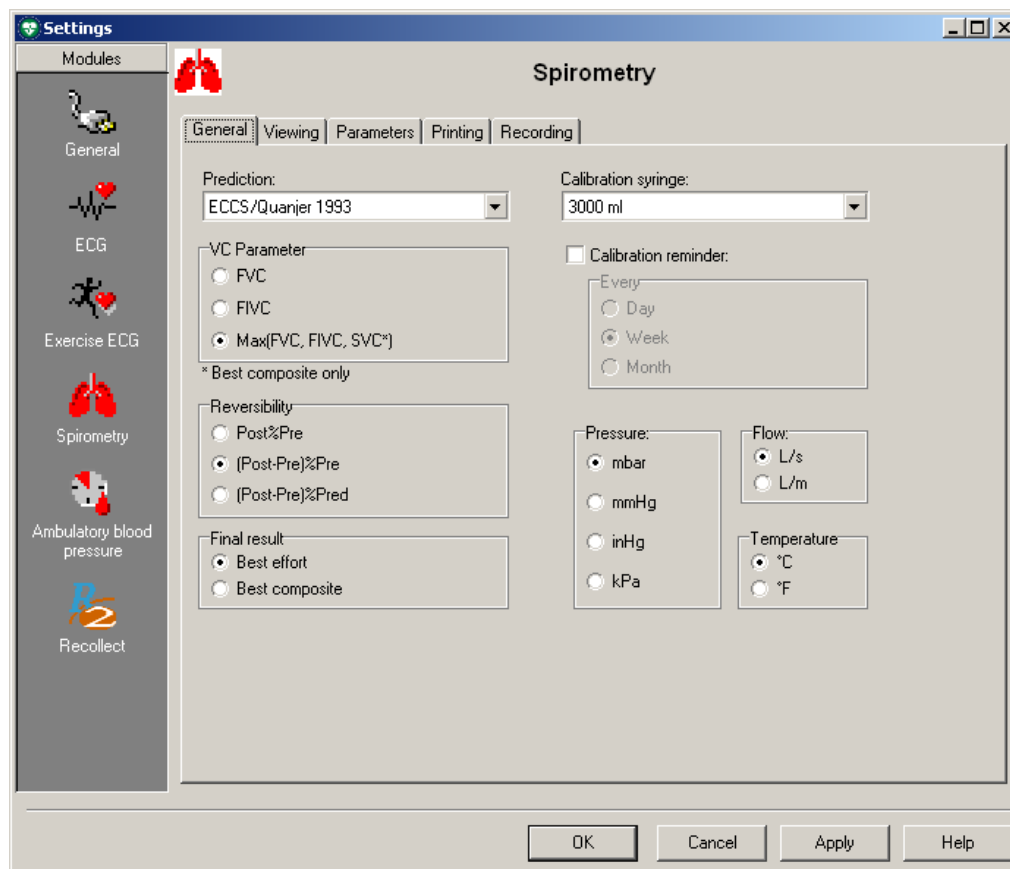 Settings
Modules
General
ECG
Exercise ECG
Spirometry
Ambulatory blood
pressure
Recollect
Spirometry
General
Viewing
Parameters
Printing
Recording
Prediction:
ECCS/Quanjer 1993
VC Parameter
FVC
FIVC
Max(FVC, FIVC, SVC*)
* Best composite only
Reversibility
Post%Pre
(Post-Pre)%Pre
(Post-Pre)%Pred
Final result
Best effort
Best composite
Calibration syringe:
3000 ml
Calibration reminder:
Every
Day
Week
Month
Pressure:
mbar
mmHg
inHg
kPa
Flow:
L/s
L/m
Temperature
°C
°F
OK
Cancel
Apply
Help